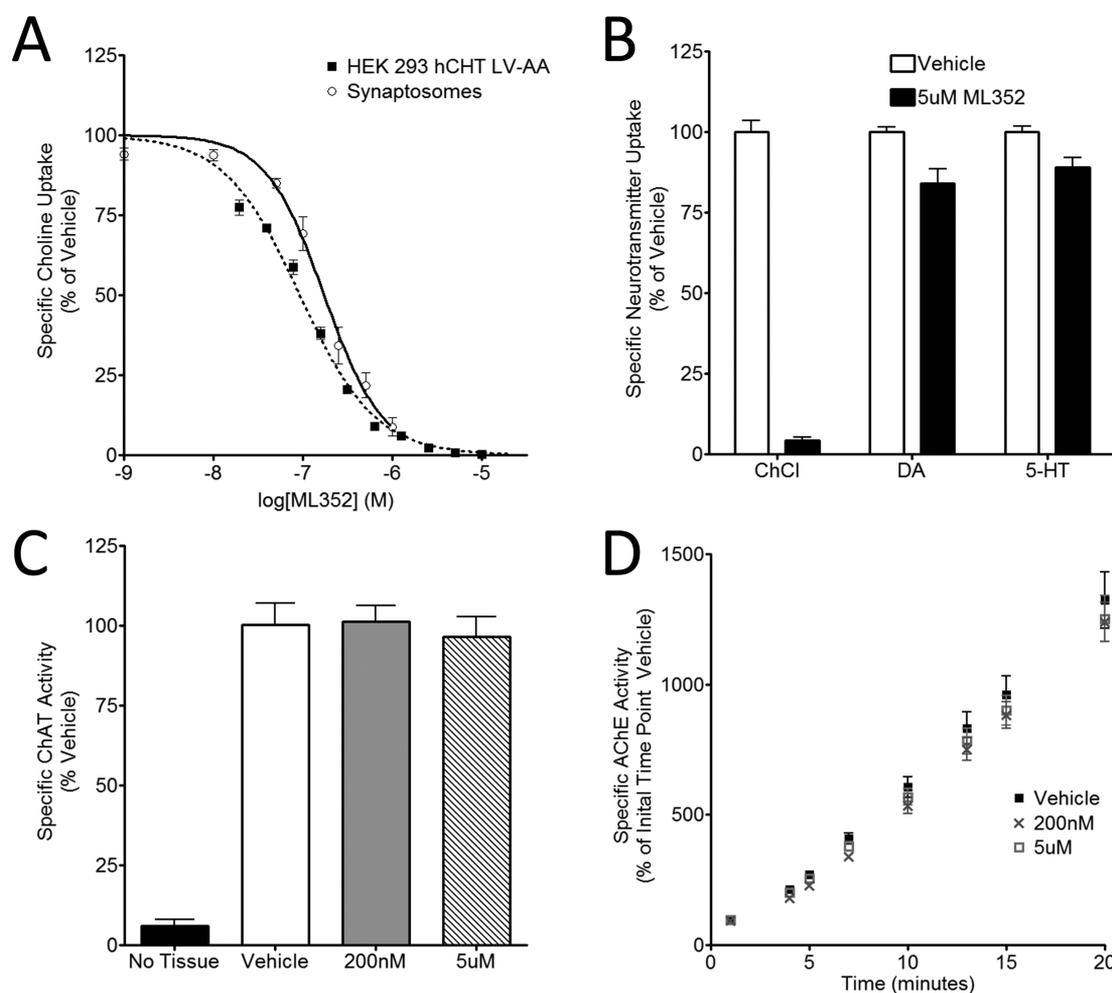 A
125
100
75
50
25
0
-9 -8 -7 -6 -5
log[ML352] (M)
Specific Choline Uptake
(% of Vehicle)
HEK 293 hCHT LV-AA
Synaptosomes
B
125
100
75
50
25
0
ChCl DA 5-HT
Specific Neurotransmitter Uptake
(% of Vehicle)
Vehicle
5uM ML352
C
125
100
75
50
25
0
No Tissue Vehicle 200nM 5uM
Specific ChAT Activity
(% Vehicle)
D
1500
1000
500
0
0 5 10 15 20
Time (minutes)
Specific AChE Activity
(% of Inital Time Point Vehicle)
Vehicle
200nM
5uM